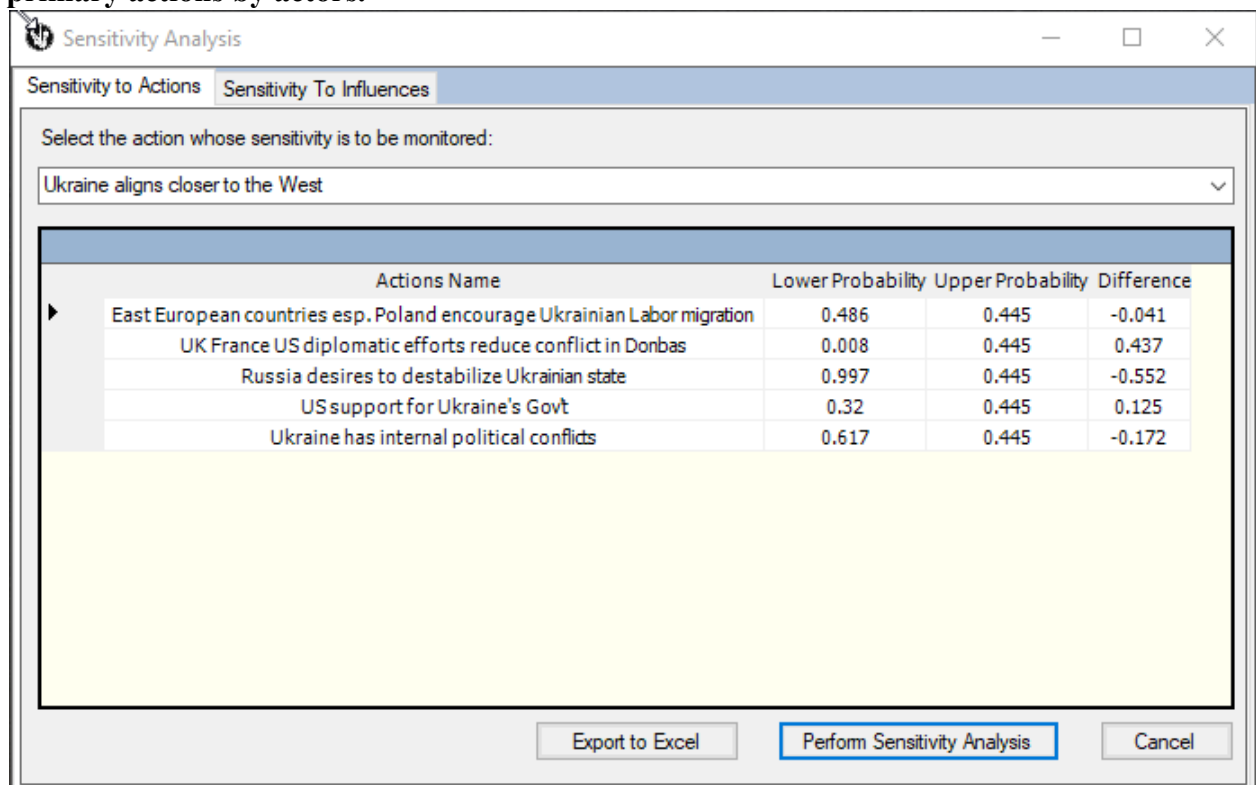 primary actions by actors.
Sensitivity Analysis
Sensitivity to Actions Sensitivity To Influences
Select the action whose sensitivity is to be monitored:
Ukraine aligns closer to the West
Actions Name Lower Probability Upper Probability Difference
East European countries esp. Poland encourage Ukrainian Labor migration 0.486 0.445 -0.041
UK France US diplomatic efforts reduce conflict in Donbas 0.008 0.445 0.437
Russia desires to destabilize Ukrainian state 0.997 0.445 -0.552
US support for Ukraine's Gov't 0.32 0.445 0.125
Ukraine has internal political conflicts 0.617 0.445 -0.172
Export to Excel Perform Sensitivity Analysis Cancel